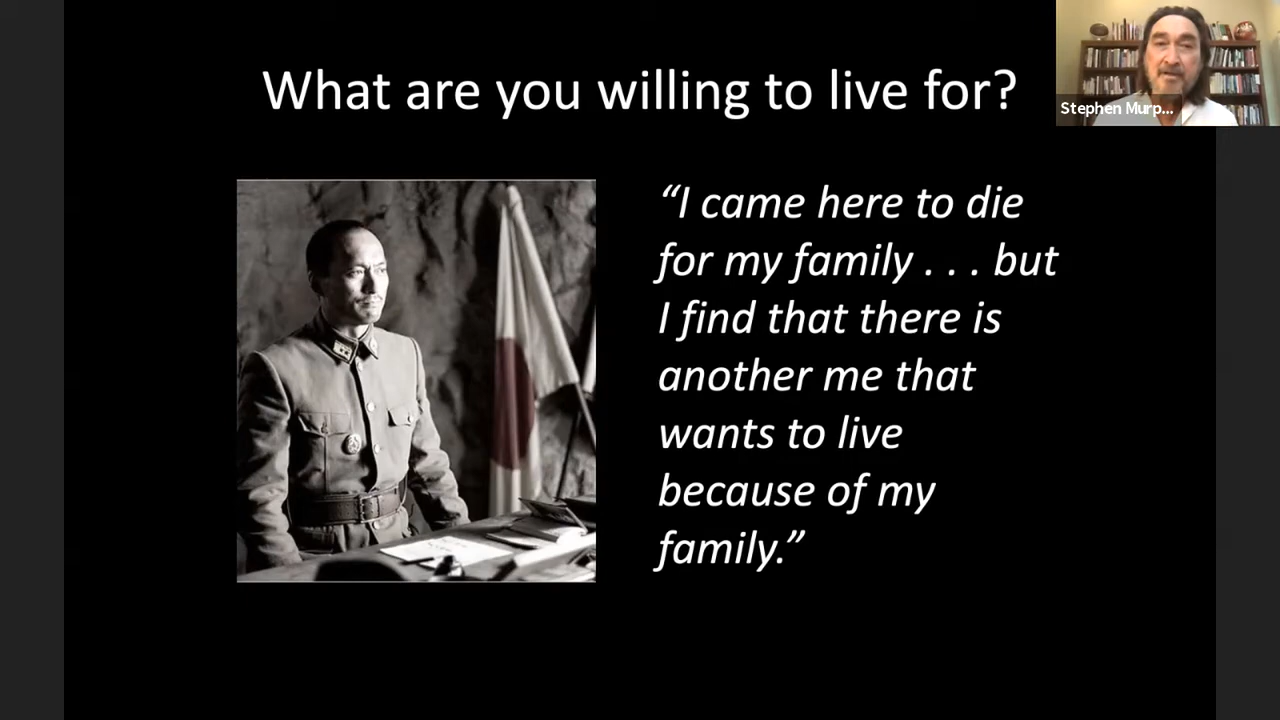 What are you willing to live for?
Stephen Murp...
“I came here to die
for my family . . . but
I find that there is
another me that
wants to live
because of my
family.”